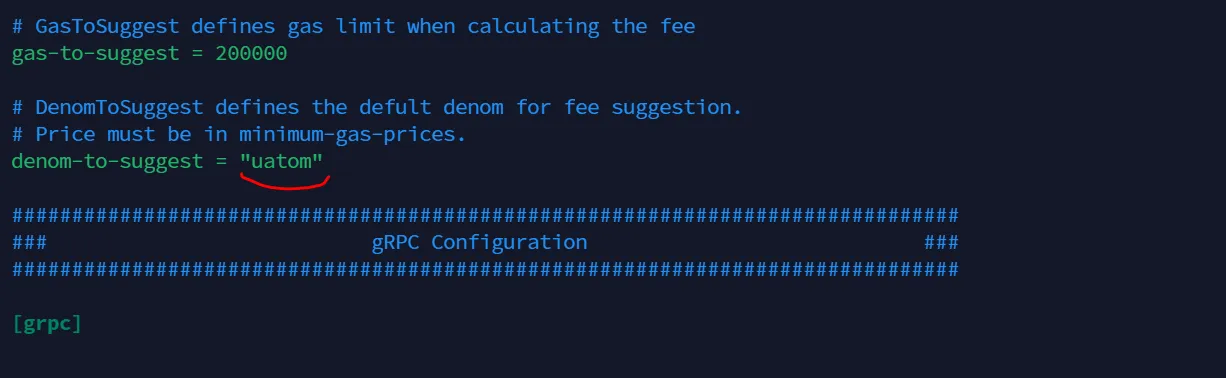 # GasToSuggest defines gas limit when calculating the fee
gas-to-suggest = 200000
# DenomToSuggest defines the defult denom for fee suggestion.
# Price must be in minimum-gas-prices.
denom-to-suggest = "uatom"
###############################################################################
###                           gRPC Configuration                            ###
###############################################################################
[grpc]